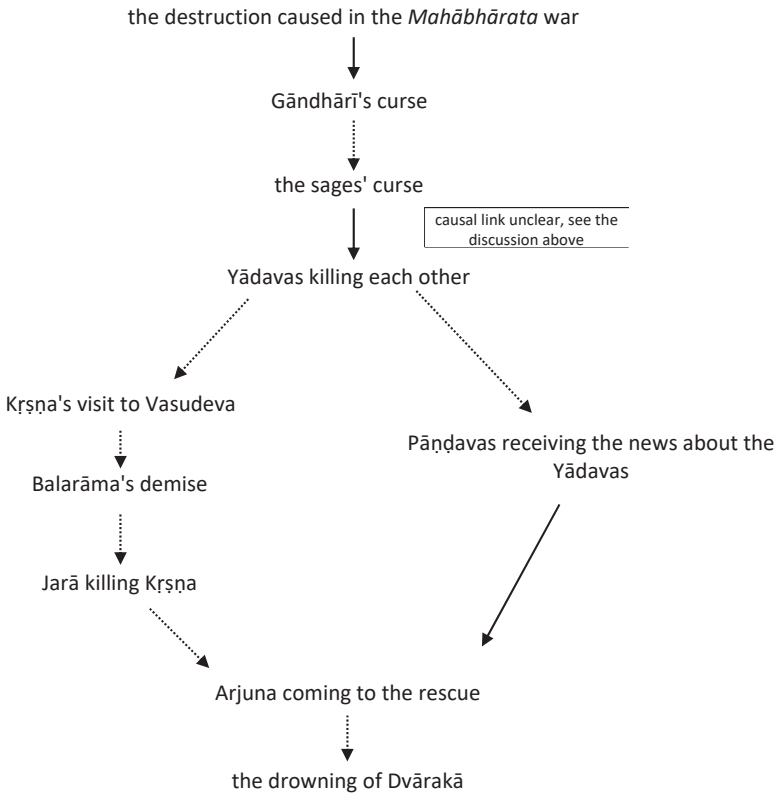 the destruction caused in the Mahābhārata war
Gāndhārī's curse
the sages' curse
causal link unclear, see the
discussion above
Yādavas killing each other
Kṛṣṇa's visit to Vasudeva
Pāṇḍavas receiving the news about the
Yādavas
Balarāma's demise
Jarā killing Kṛṣṇa
Arjuna coming to the rescue
the drowning of Dvārakā